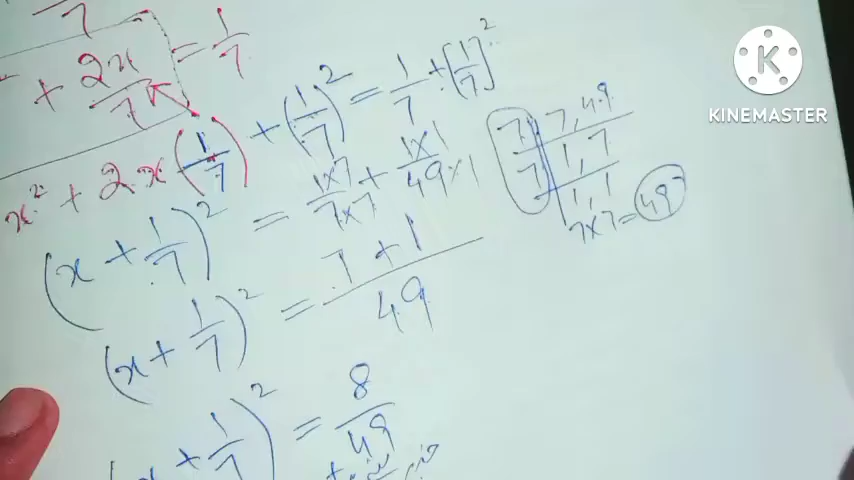 7
+ 2x/7 = 1/7
x² + 2x(1/7) + (1/7)² = 1/7 + [1/7]²
(x + 1/7)² = 1×7/7×7 + 1×1/49×1
(x + 1/7)² = 7+1/49
(x + 1/7)² = 8/49
7 | 7, 49
7 | 1, 7
1, 1
7×7=49
K
KINEMASTER